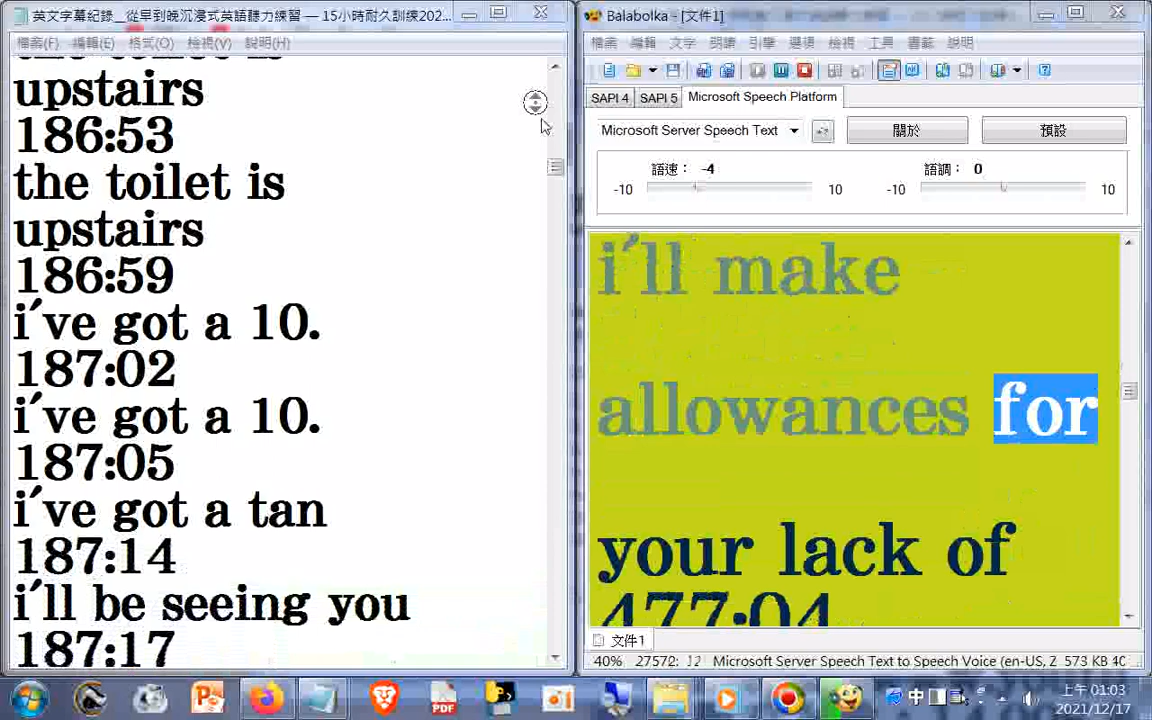 英文字幕紀錄__從早到晚沉浸式英語聽力練習 — 15小時耐久訓練202...
檔案(F) 編輯(E) 格式(O) 檢視(V) 說明(H)
upstairs
186:53
the toilet is
upstairs
186:59
i've got a 10.
187:02
i've got a 10.
187:05
i've got a tan
187:14
i'll be seeing you
187:17
Balabolka - [文件1]
檔案 編輯 文字 朗讀 引擎 選項 檢視 工具 書籤 說明
SAPI 4 SAPI 5 Microsoft Speech Platform
Microsoft Server Speech Text 關於 預設
語速： -4 語調： 0
-10 10 -10 10
i'll make
allowances for
your lack of
477:04
文件1
40% 27572: 12 Microsoft Server Speech Text to Speech Voice (en-US, Z 573 KB
PDF 中 上午 01:03
2021/12/17